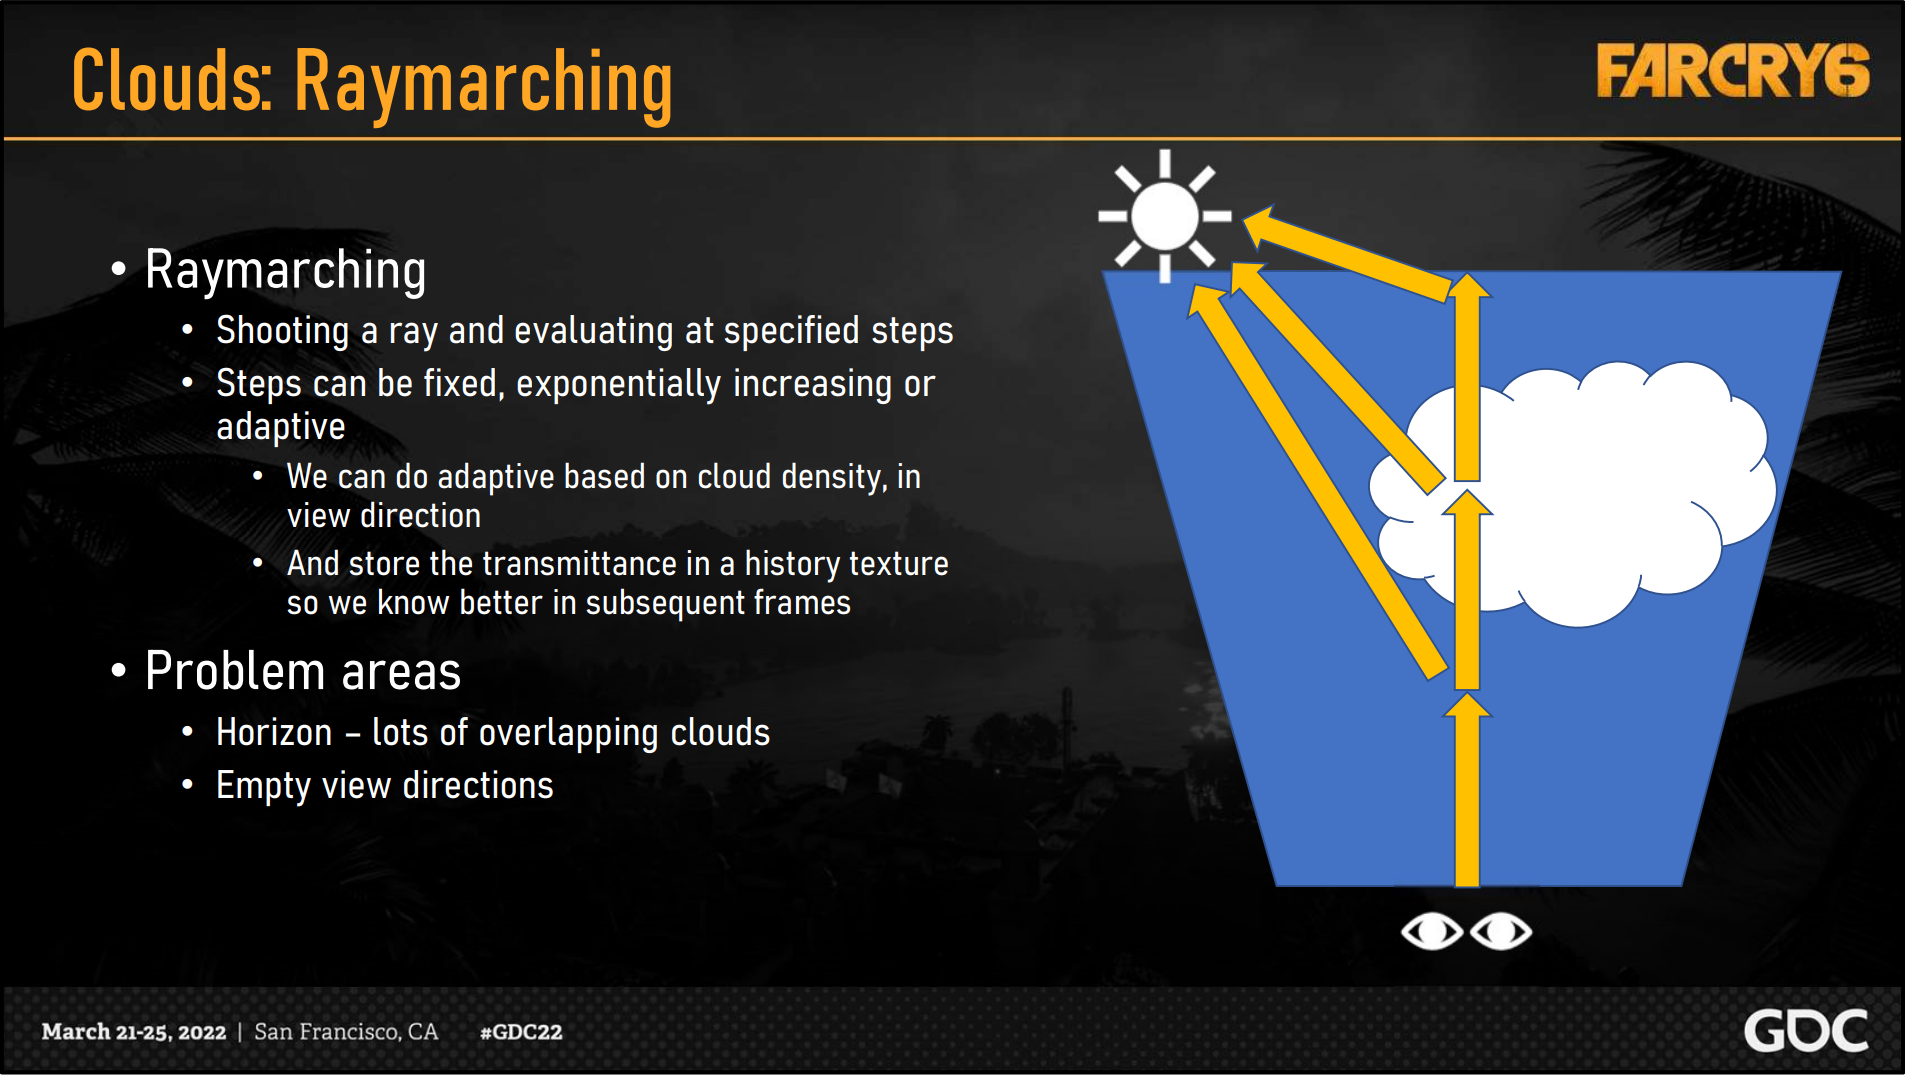 Clouds: Raymarching
FARCRY6
• Raymarching
• Shooting a ray and evaluating at specified steps
• Steps can be fixed, exponentially increasing or
adaptive
• We can do adaptive based on cloud density, in
view direction
• And store the transmittance in a history texture
so we know better in subsequent frames
• Problem areas
• Horizon – lots of overlapping clouds
• Empty view directions
March 21-25, 2022 | San Francisco, CA #GDC22
GDC